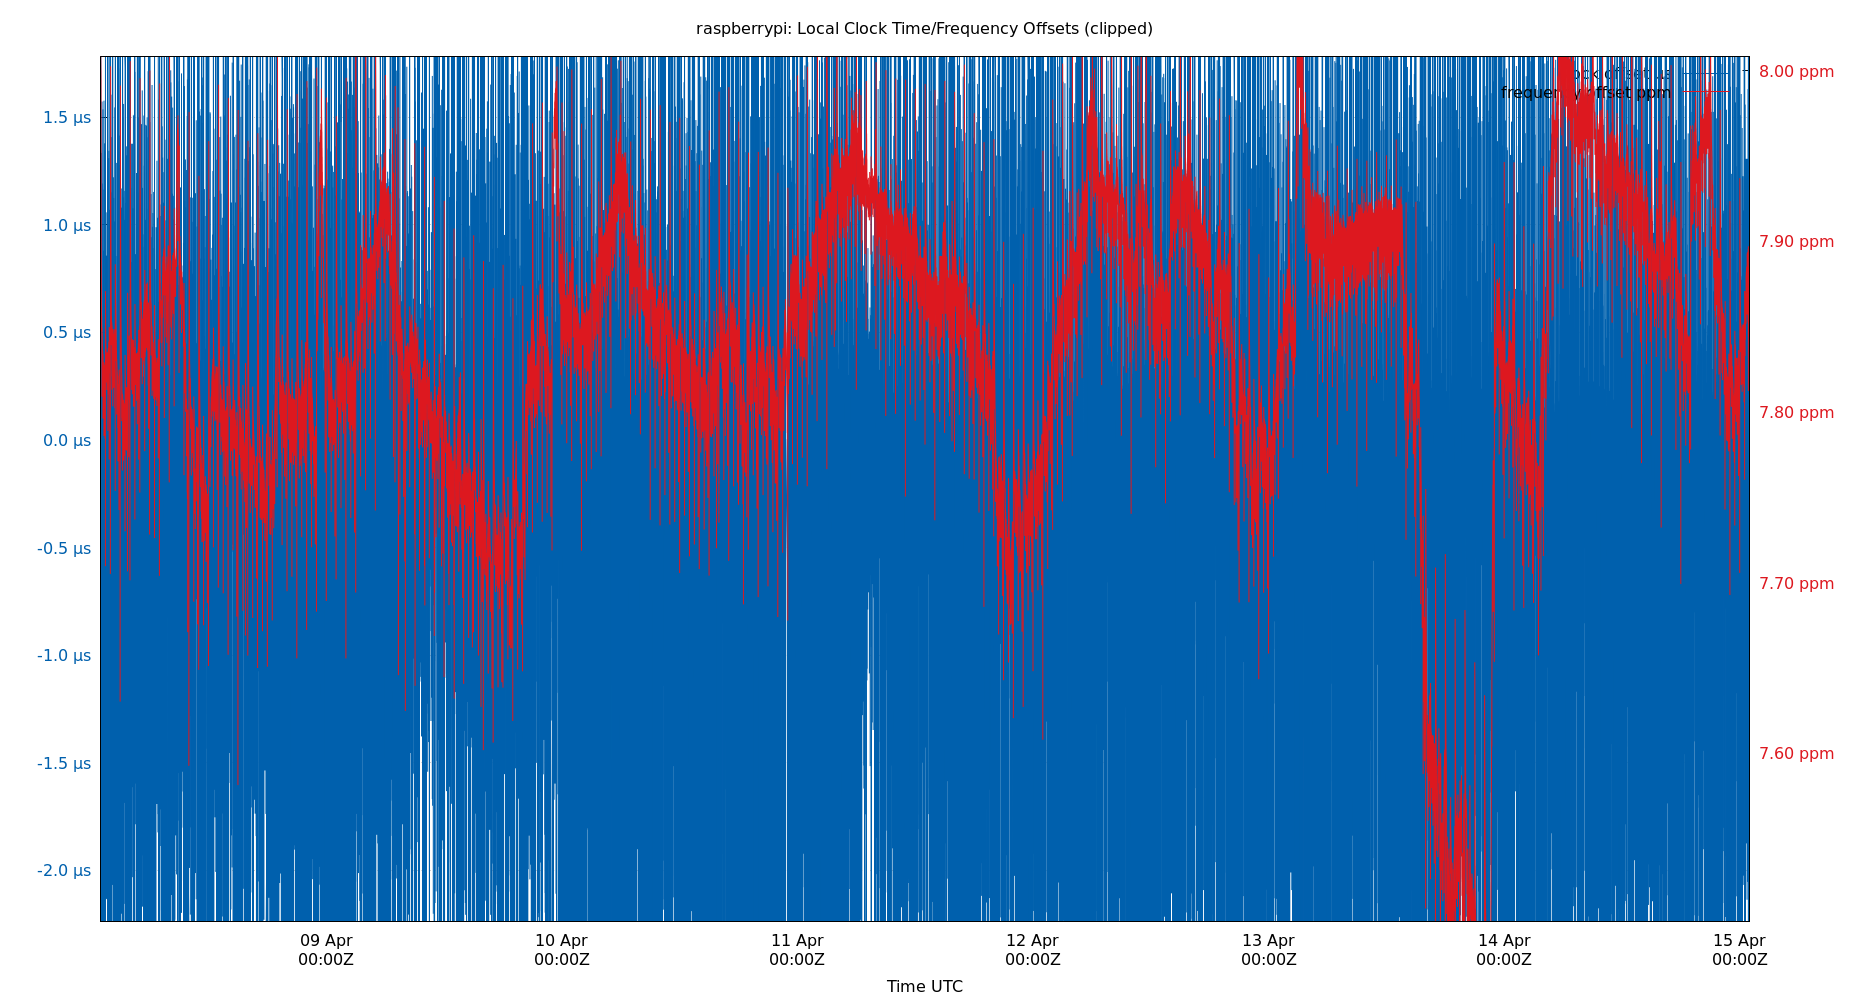 raspberrypi: Local Clock Time/Frequency Offsets (clipped)
8.00 ppm
frequency offset ppm
1.5 µs
1.0 µs
7.90 ppm
0.5 µs
7.80 ppm
0.0 µs
-0.5 µs
7.70 ppm
-1.0 µs
-1.5 µs
7.60 ppm
-2.0 µs
09 Apr 10 Apr 11 Apr 12 Apr 13 Apr 14 Apr 15 Apr
00:00Z 00:00Z 00:00Z 00:00Z 00:00Z 00:00Z 00:00Z
Time UTC